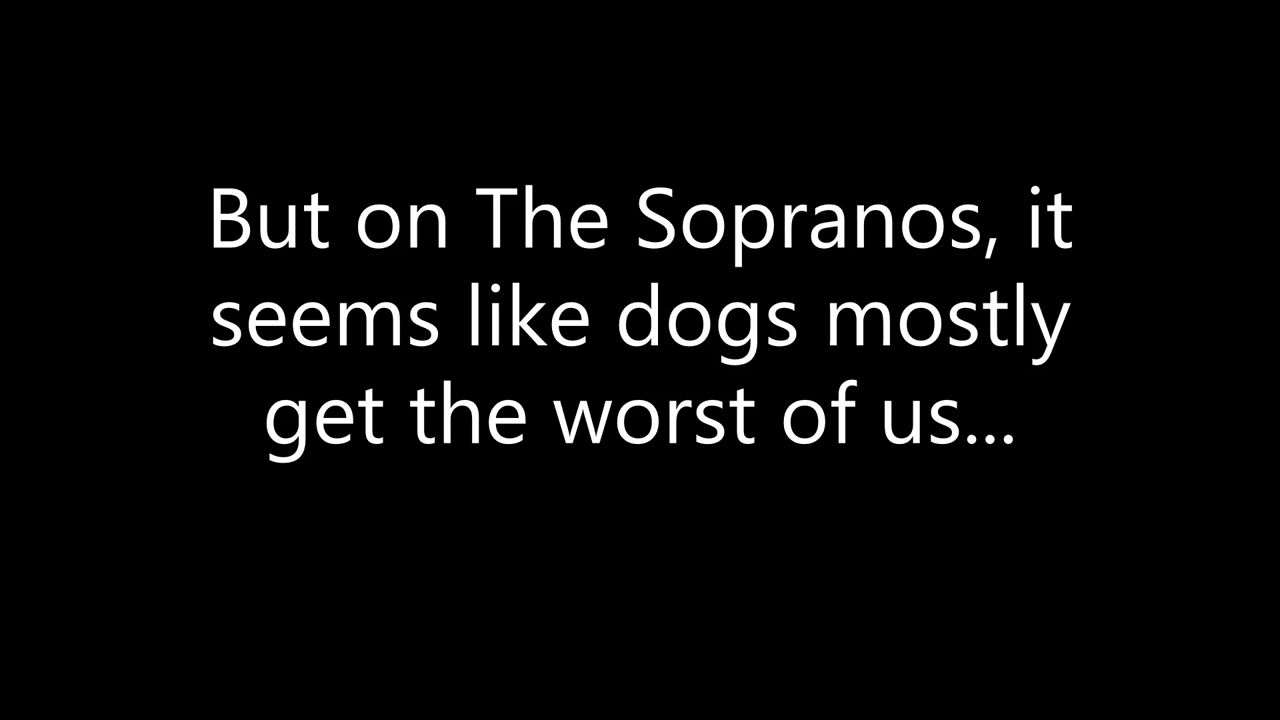 But on The Sopranos, it
seems like dogs mostly
get the worst of us...